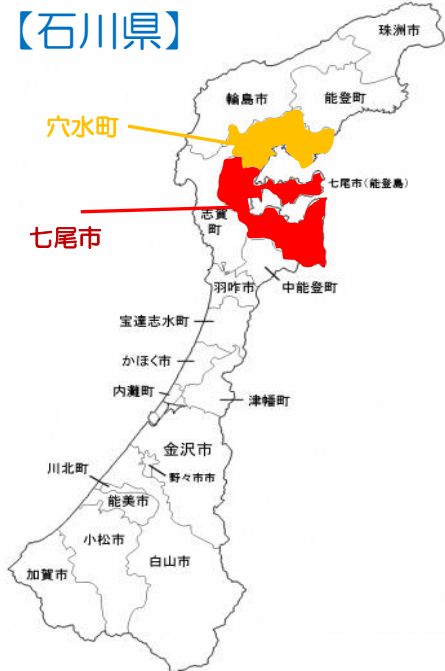 【石川県】
珠洲市
輪島市
能登町
穴水町
七尾市（能登島）
志賀
町
七尾市
羽咋市
中能登町
宝達志水町
かほく市
内灘町
津幡町
金沢市
川北町
野々市市
能美市
小松市
白山市
加賀市